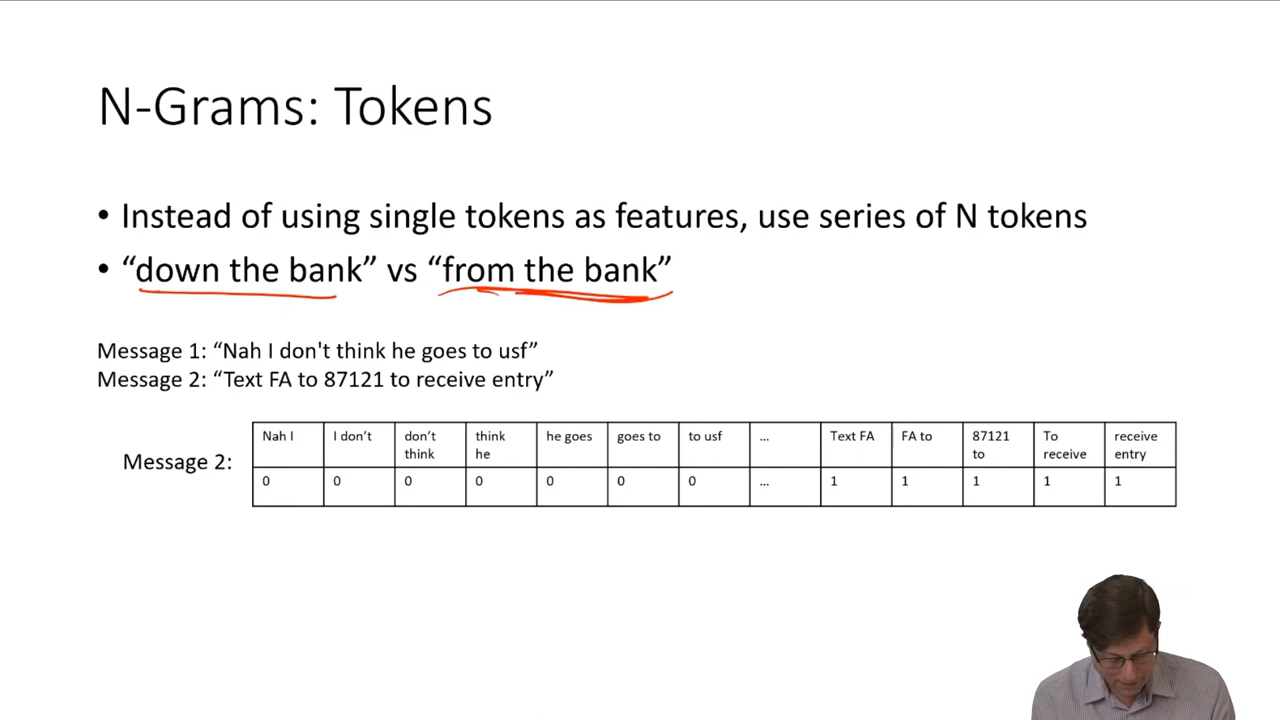 N-Grams: Tokens
• Instead of using single tokens as features, use series of N tokens
• “down the bank” vs “from the bank”
Message 1: “Nah I don't think he goes to usf”
Message 2: “Text FA to 87121 to receive entry”
Message 2:
Nah I I don’t don’t think think he he goes goes to to usf ... Text FA FA to 87121 to To receive receive entry
0 0 0 0 0 0 0 ... 1 1 1 1 1